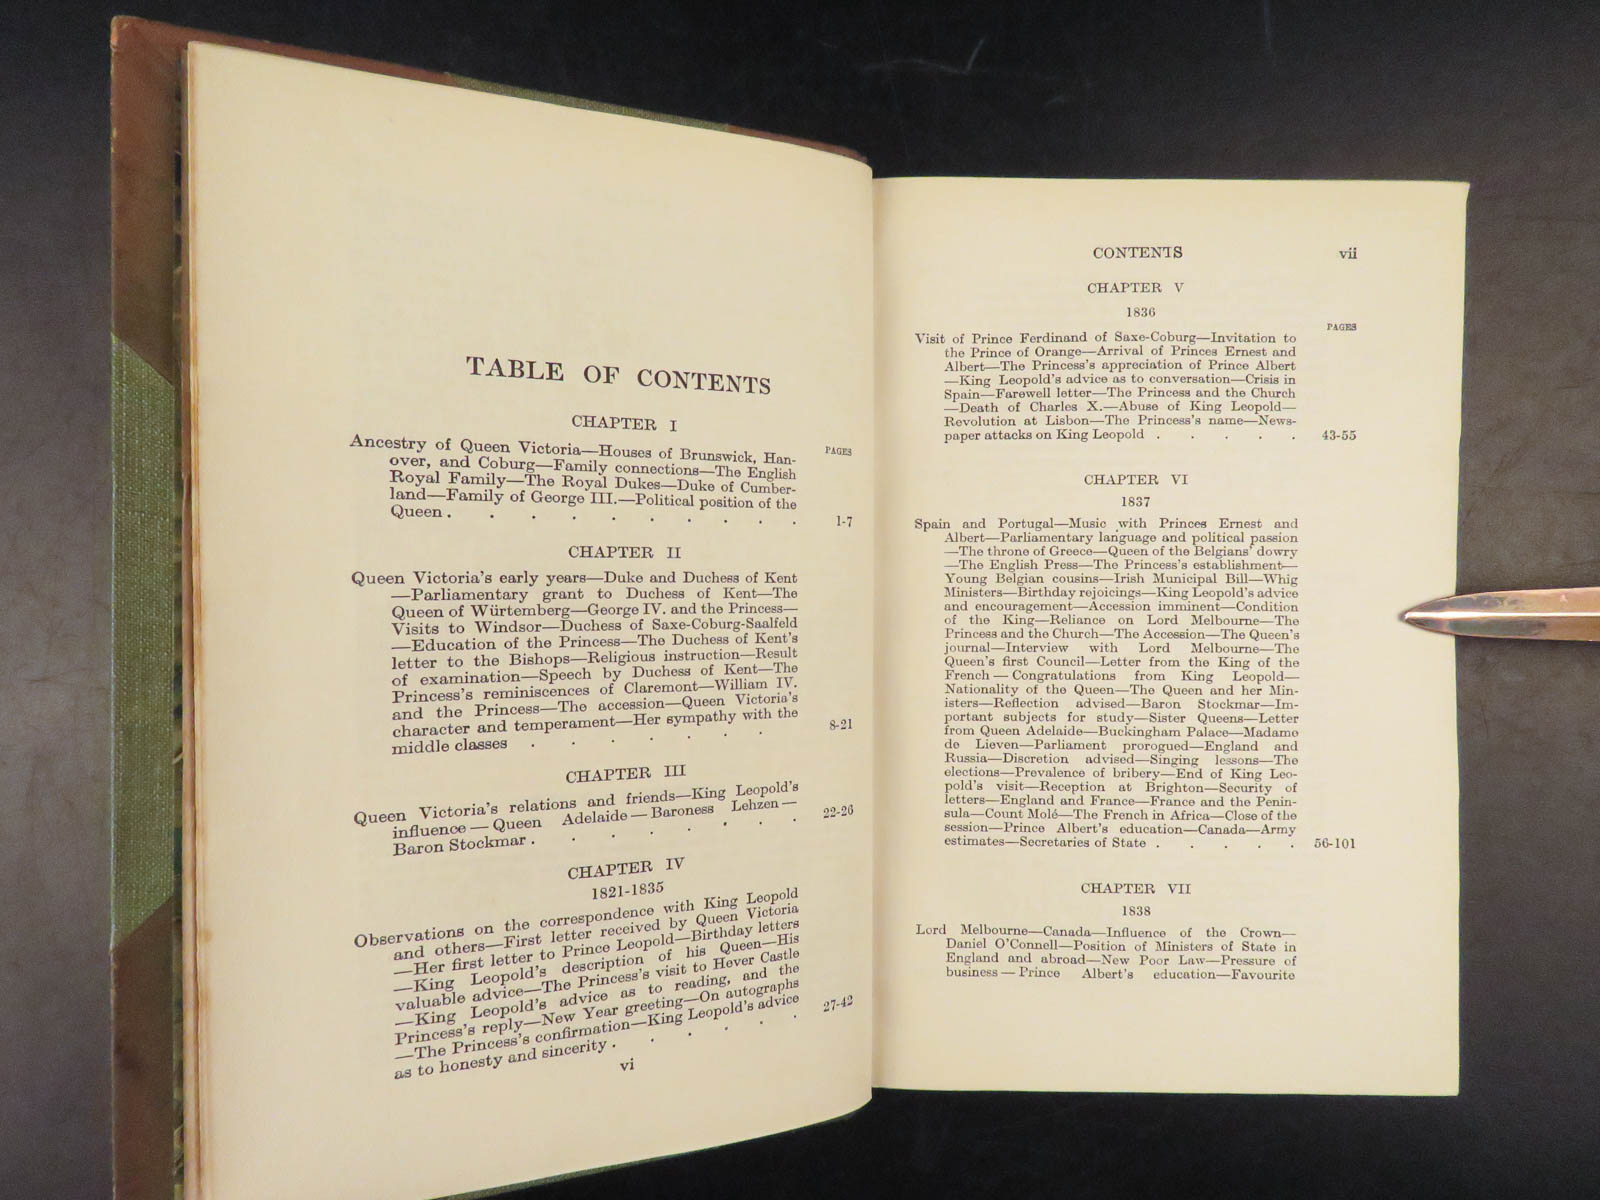 TABLE OF CONTENTS
CHAPTER I
PAGES
Ancestry of Queen Victoria—Houses of Brunswick, Han-
over, and Coburg—Family connections—The English
Royal Family—The Royal Dukes—Duke of Cumber-
land—Family of George III.—Political position of the
Queen . . . . . . . . . . 1-7
CHAPTER II
Queen Victoria's early years—Duke and Duchess of Kent
—Parliamentary grant to Duchess of Kent—The
Queen of Würtemberg—George IV. and the Princess—
Visits to Windsor—Duchess of Saxe-Coburg-Saalfeld
—Education of the Princess—The Duchess of Kent's
letter to the Bishops—Religious instruction—Result
of examination—Speech by Duchess of Kent—The
Princess's reminiscences of Claremont—William IV.
and the Princess—The accession—Queen Victoria's
character and temperament—Her sympathy with the
middle classes . . . . . . . 8-21
CHAPTER III
Queen Victoria's relations and friends—King Leopold's
influence — Queen Adelaide — Baroness Lehzen —
Baron Stockmar . . . . . . . . 22-26
CHAPTER IV
1821-1835
Observations on the correspondence with King Leopold
and others—First letter received by Queen Victoria
—Her first letter to Prince Leopold—Birthday letters
—King Leopold's description of his Queen—His
valuable advice—The Princess's visit to Hever Castle
—King Leopold's advice as to reading, and the
Princess's reply—New Year greeting—On autographs
—The Princess's confirmation—King Leopold's advice
as to honesty and sincerity . . . . . . 27-42
vi
CONTENTS vii
CHAPTER V
1836
PAGES
Visit of Prince Ferdinand of Saxe-Coburg—Invitation to
the Prince of Orange—Arrival of Princes Ernest and
Albert—The Princess's appreciation of Prince Albert
—King Leopold's advice as to conversation—Crisis in
Spain—Farewell letter—The Princess and the Church
—Death of Charles X.—Abuse of King Leopold—
Revolution at Lisbon—The Princess's name—News-
paper attacks on King Leopold . . . . . 43-55
CHAPTER VI
1837
Spain and Portugal—Music with Princes Ernest and
Albert—Parliamentary language and political passion
—The throne of Greece—Queen of the Belgians' dowry
—The English Press—The Princess's establishment—
Young Belgian cousins—Irish Municipal Bill—Whig
Ministers—Birthday rejoicings—King Leopold's advice
and encouragement—Accession imminent—Condition
of the King—Reliance on Lord Melbourne—The
Princess and the Church—The Accession—The Queen's
journal—Interview with Lord Melbourne—The
Queen's first Council—Letter from the King of the
French — Congratulations from King Leopold—
Nationality of the Queen—The Queen and her Min-
isters—Reflection advised—Baron Stockmar—Im-
portant subjects for study—Sister Queens—Letter
from Queen Adelaide—Buckingham Palace—Madame
de Lieven—Parliament prorogued—England and
Russia—Discretion advised—Singing lessons—The
elections—Prevalence of bribery—End of King Leo-
pold's visit—Reception at Brighton—Security of
letters—England and France—France and the Penin-
sula—Count Molé—The French in Africa—Close of the
session—Prince Albert's education—Canada—Army
estimates—Secretaries of State . . . . . 56-101
CHAPTER VII
1838
Lord Melbourne—Canada—Influence of the Crown—
Daniel O'Connell—Position of Ministers of State in
England and abroad—New Poor Law—Pressure of
business — Prince Albert's education—Favourite